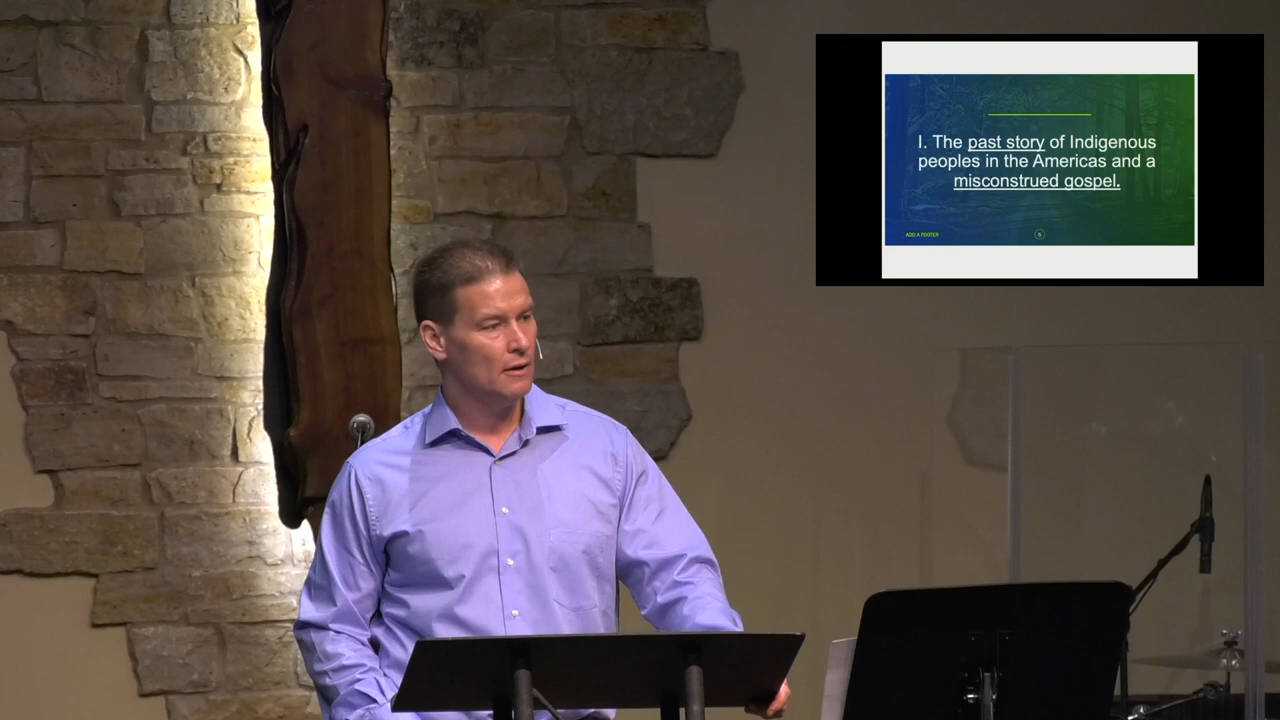 I. The past story of Indigenous
peoples in the Americas and a
misconstrued gospel.
ADD A FOOTER
5